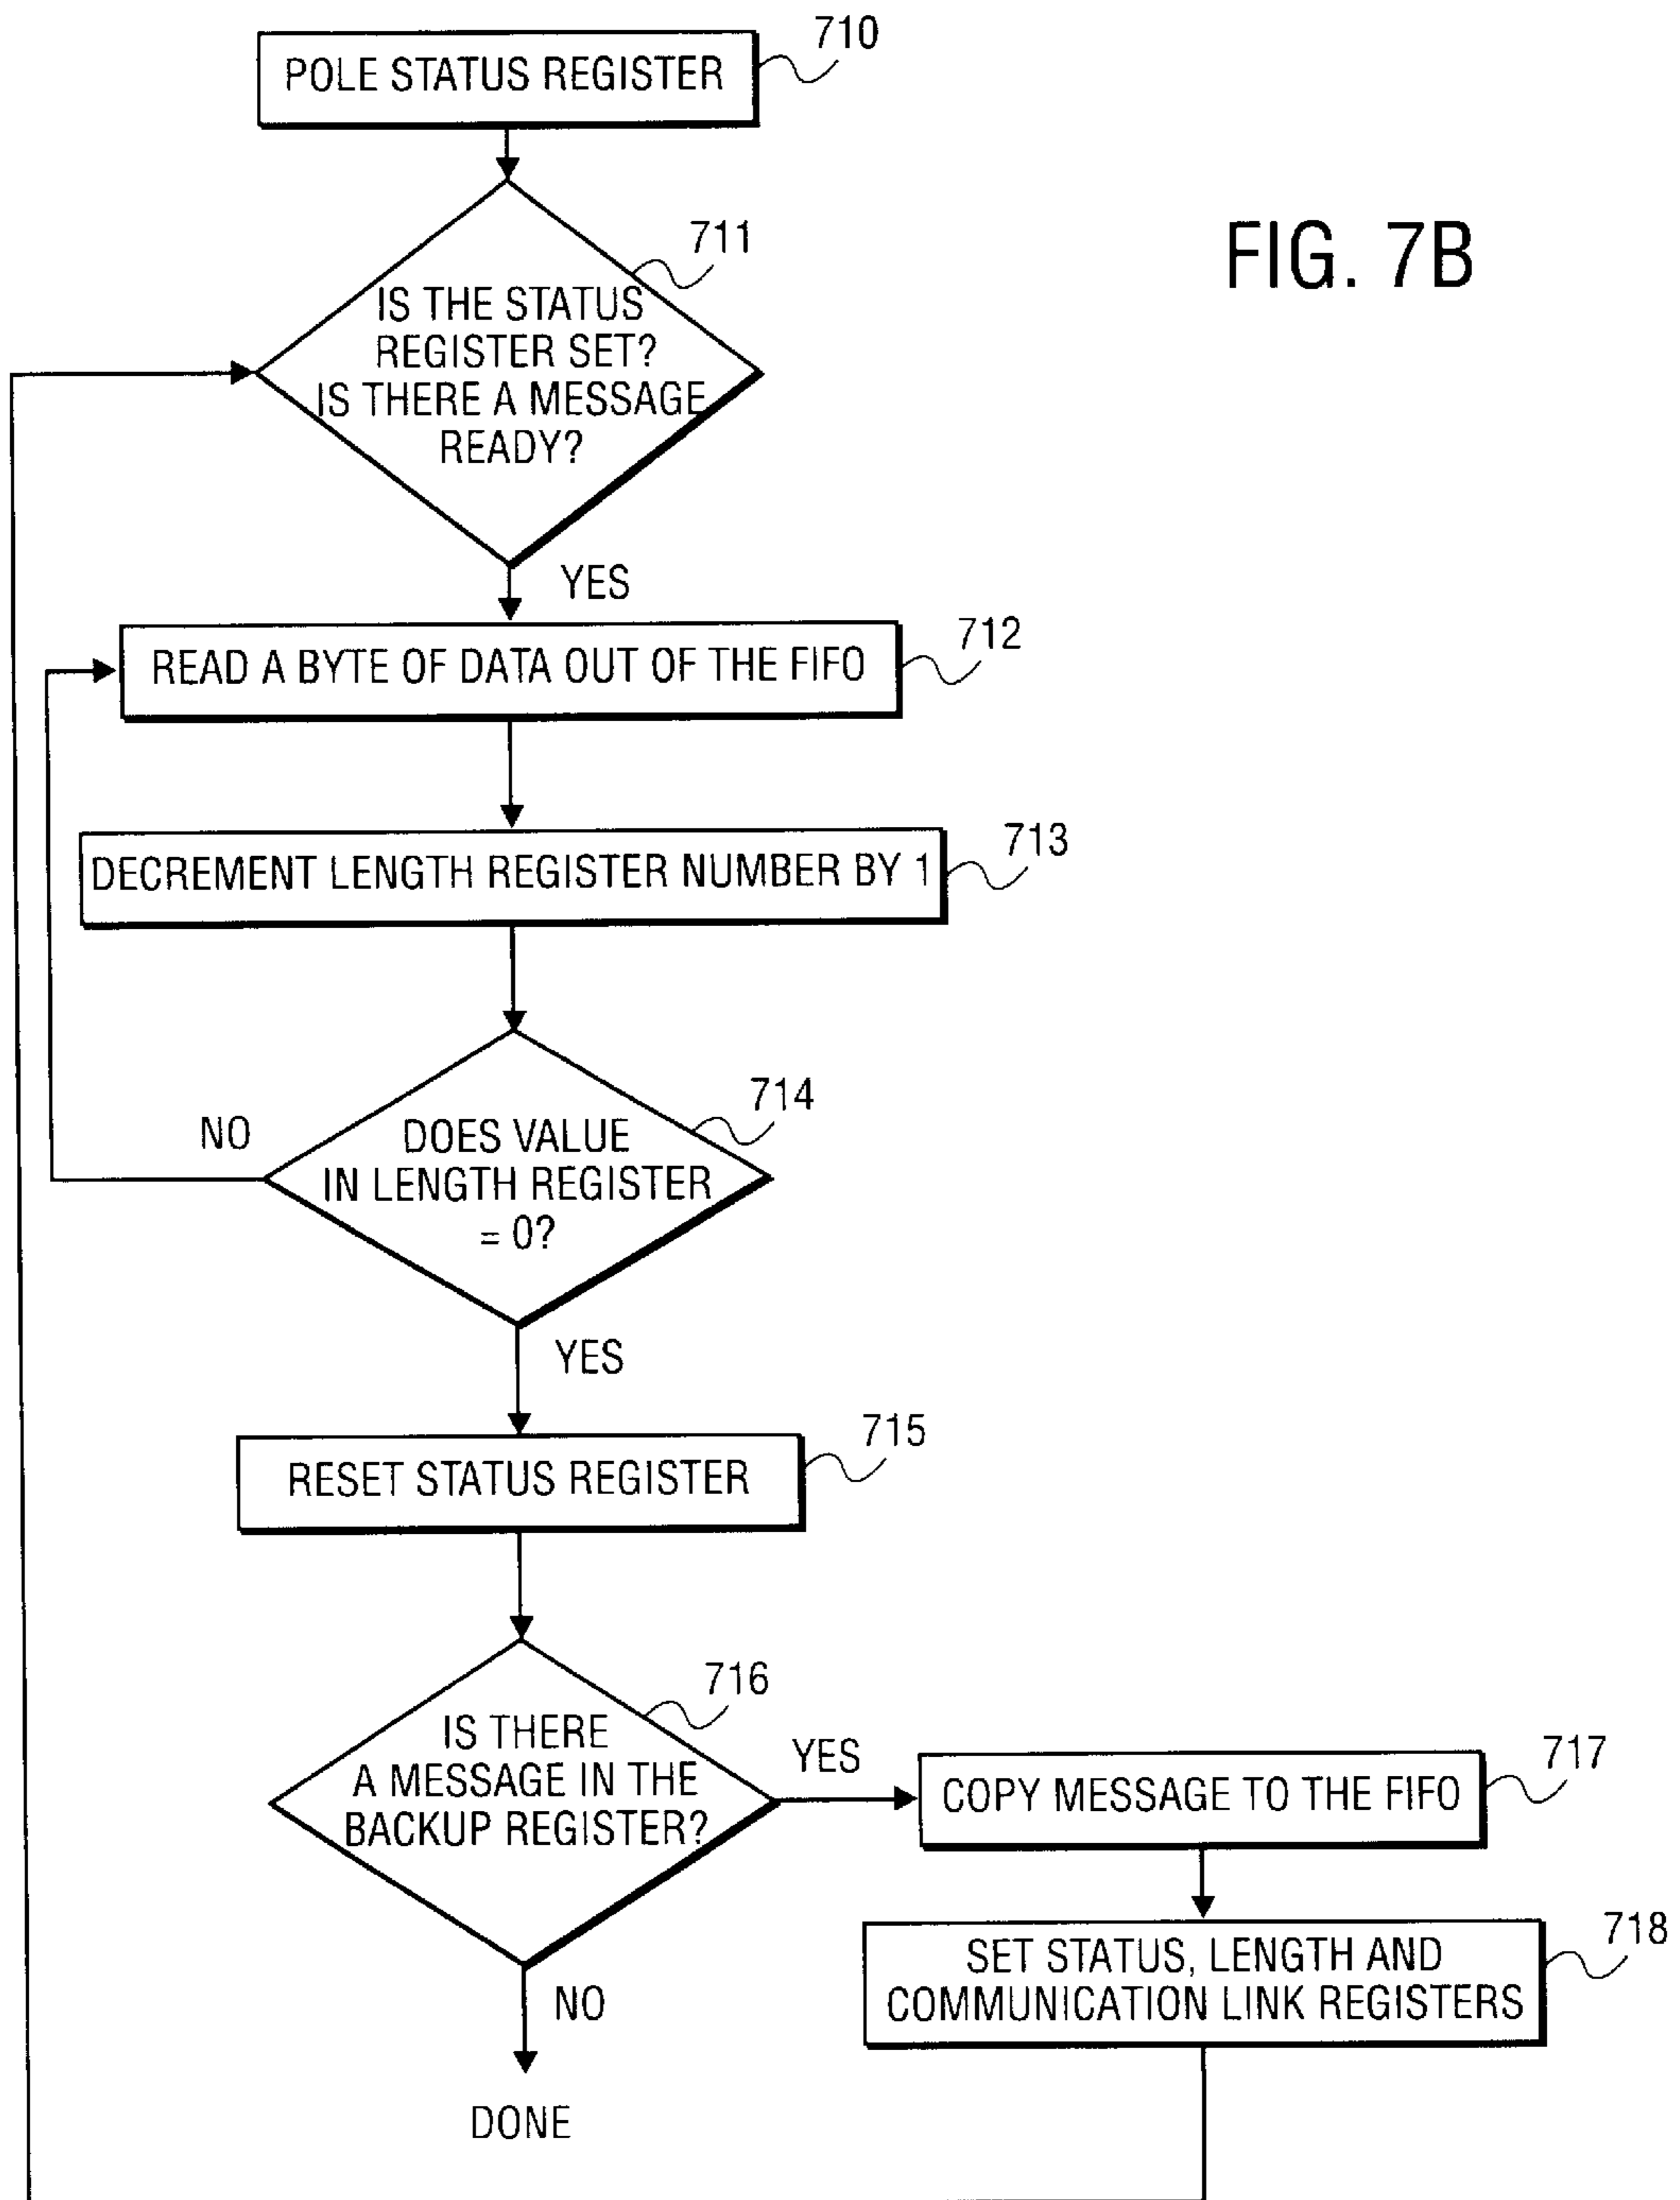 710
POLE STATUS REGISTER
FIG. 7B
711
IS THE STATUS
REGISTER SET?
IS THERE A MESSAGE
READY?
YES
712
READ A BYTE OF DATA OUT OF THE FIFO
713
DECREMENT LENGTH REGISTER NUMBER BY 1
714
NO
DOES VALUE
IN LENGTH REGISTER
= 0?
YES
715
RESET STATUS REGISTER
716
IS THERE
A MESSAGE IN THE
BACKUP REGISTER?
YES
717
COPY MESSAGE TO THE FIFO
718
SET STATUS, LENGTH AND
COMMUNICATION LINK REGISTERS
NO
DONE